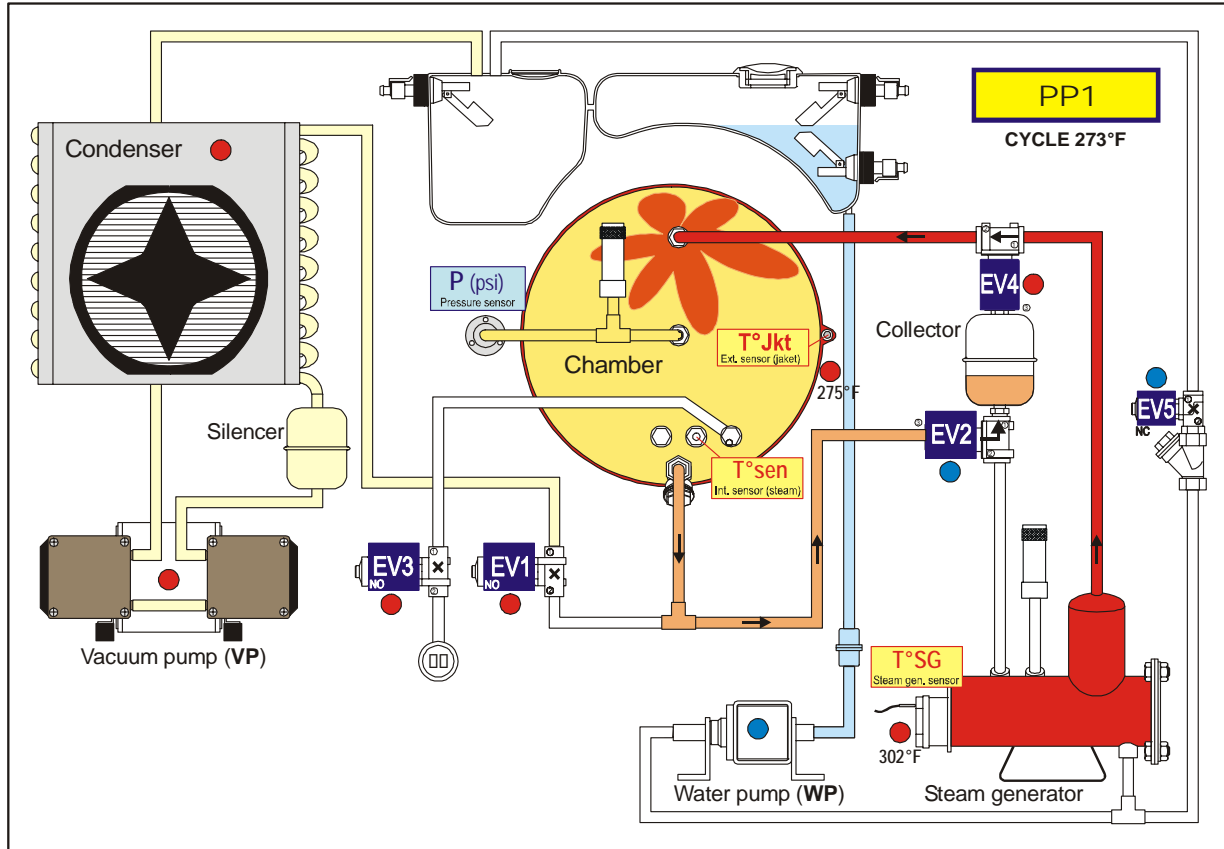 PP1
CYCLE 273°F
Condenser
P (psi)
Pressure sensor
EV4
Collector
T°Jkt
Ext. sensor (jaket)
Chamber
275°F
EV5
NC
Silencer
EV2
T°sen
Int. sensor (steam)
EV3
NO
EV1
NO
Vacuum pump (VP)
T°SG
Steam gen. sensor
302°F
Water pump (WP)
Steam generator